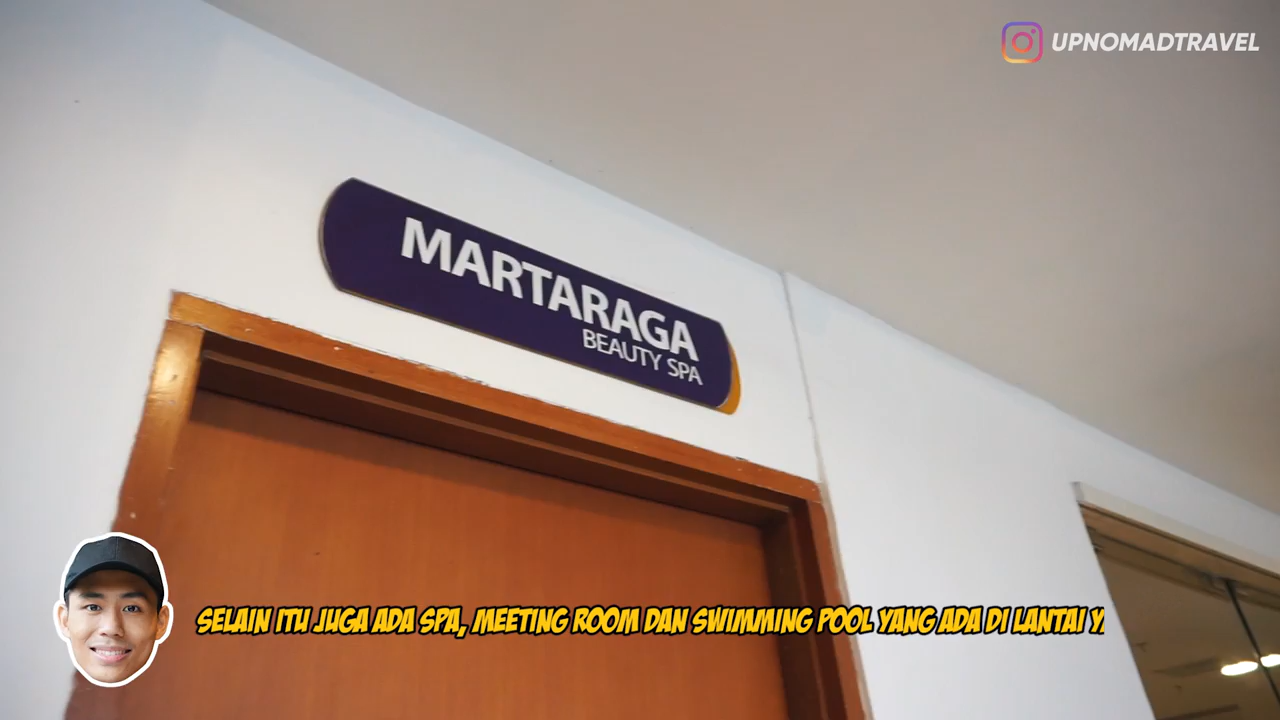 UPNOMADTRAVEL
MARTARAGA
BEAUTY SPA
SELAIN ITU JUGA ADA SPA, MEETING ROOM DAN SWIMMING POOL YANG ADA DI LANTAI